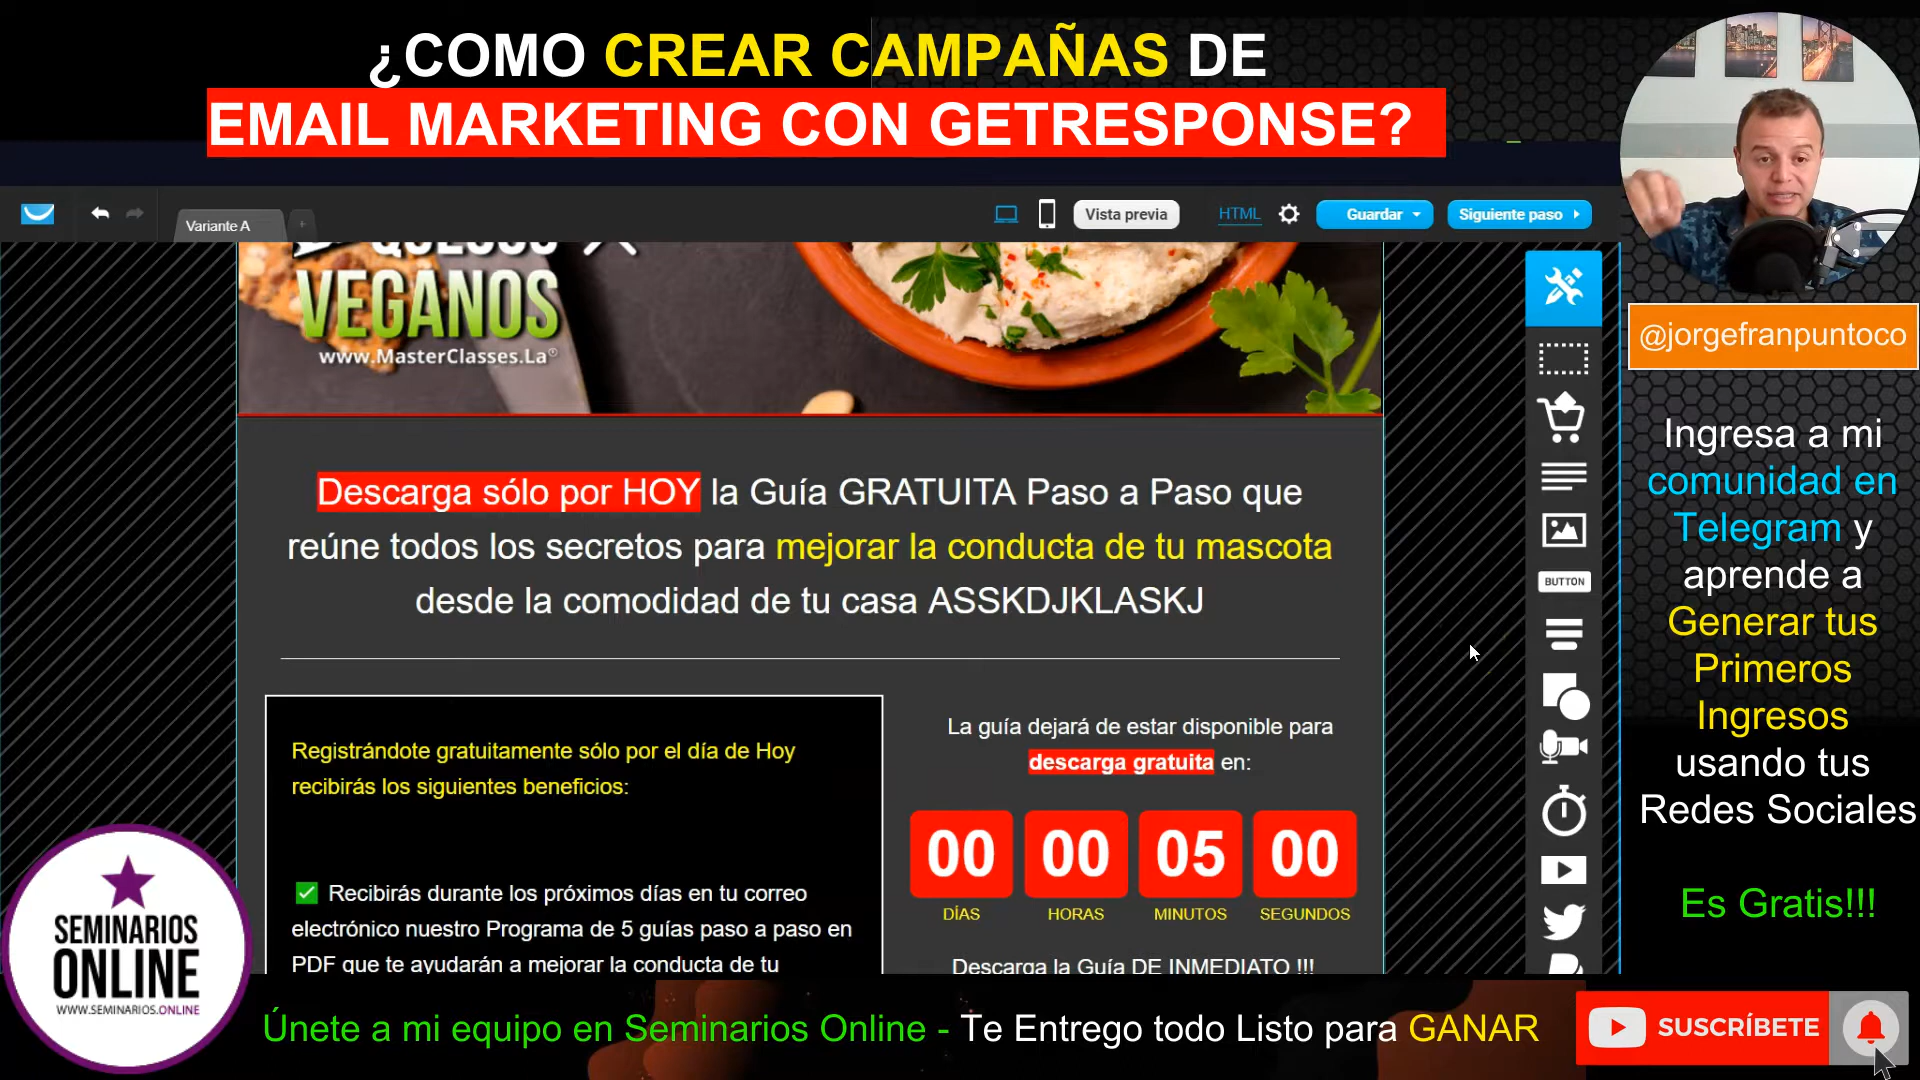 ¿COMO CREAR CAMPAÑAS DE
EMAIL MARKETING CON GETRESPONSE?
Variante A
+
Vista previa
HTML
Guardar
Siguiente paso
QUESOS
VEGANOS
www.MasterClasses.La®
Descarga sólo por HOY la Guía GRATUITA Paso a Paso que
reúne todos los secretos para mejorar la conducta de tu mascota
desde la comodidad de tu casa ASSKDJKLASKJ
Registrándote gratuitamente sólo por el día de Hoy
recibirás los siguientes beneficios:
✅ Recibirás durante los próximos días en tu correo
electrónico nuestro Programa de 5 guías paso a paso en
PDF que te ayudarán a mejorar la conducta de tu
La guía dejará de estar disponible para
descarga gratuita en:
00 00 05 00
DÍAS HORAS MINUTOS SEGUNDOS
Descarga la Guía DE INMEDIATO !!!
BUTTON
@jorgefranpuntoco
Ingresa a mi
comunidad en
Telegram y
aprende a
Generar tus
Primeros
Ingresos
usando tus
Redes Sociales
Es Gratis!!!
SEMINARIOS
ONLINE
WWW.SEMINARIOS.ONLINE
Únete a mi equipo en Seminarios Online - Te Entrego todo Listo para GANAR
SUSCRÍBETE